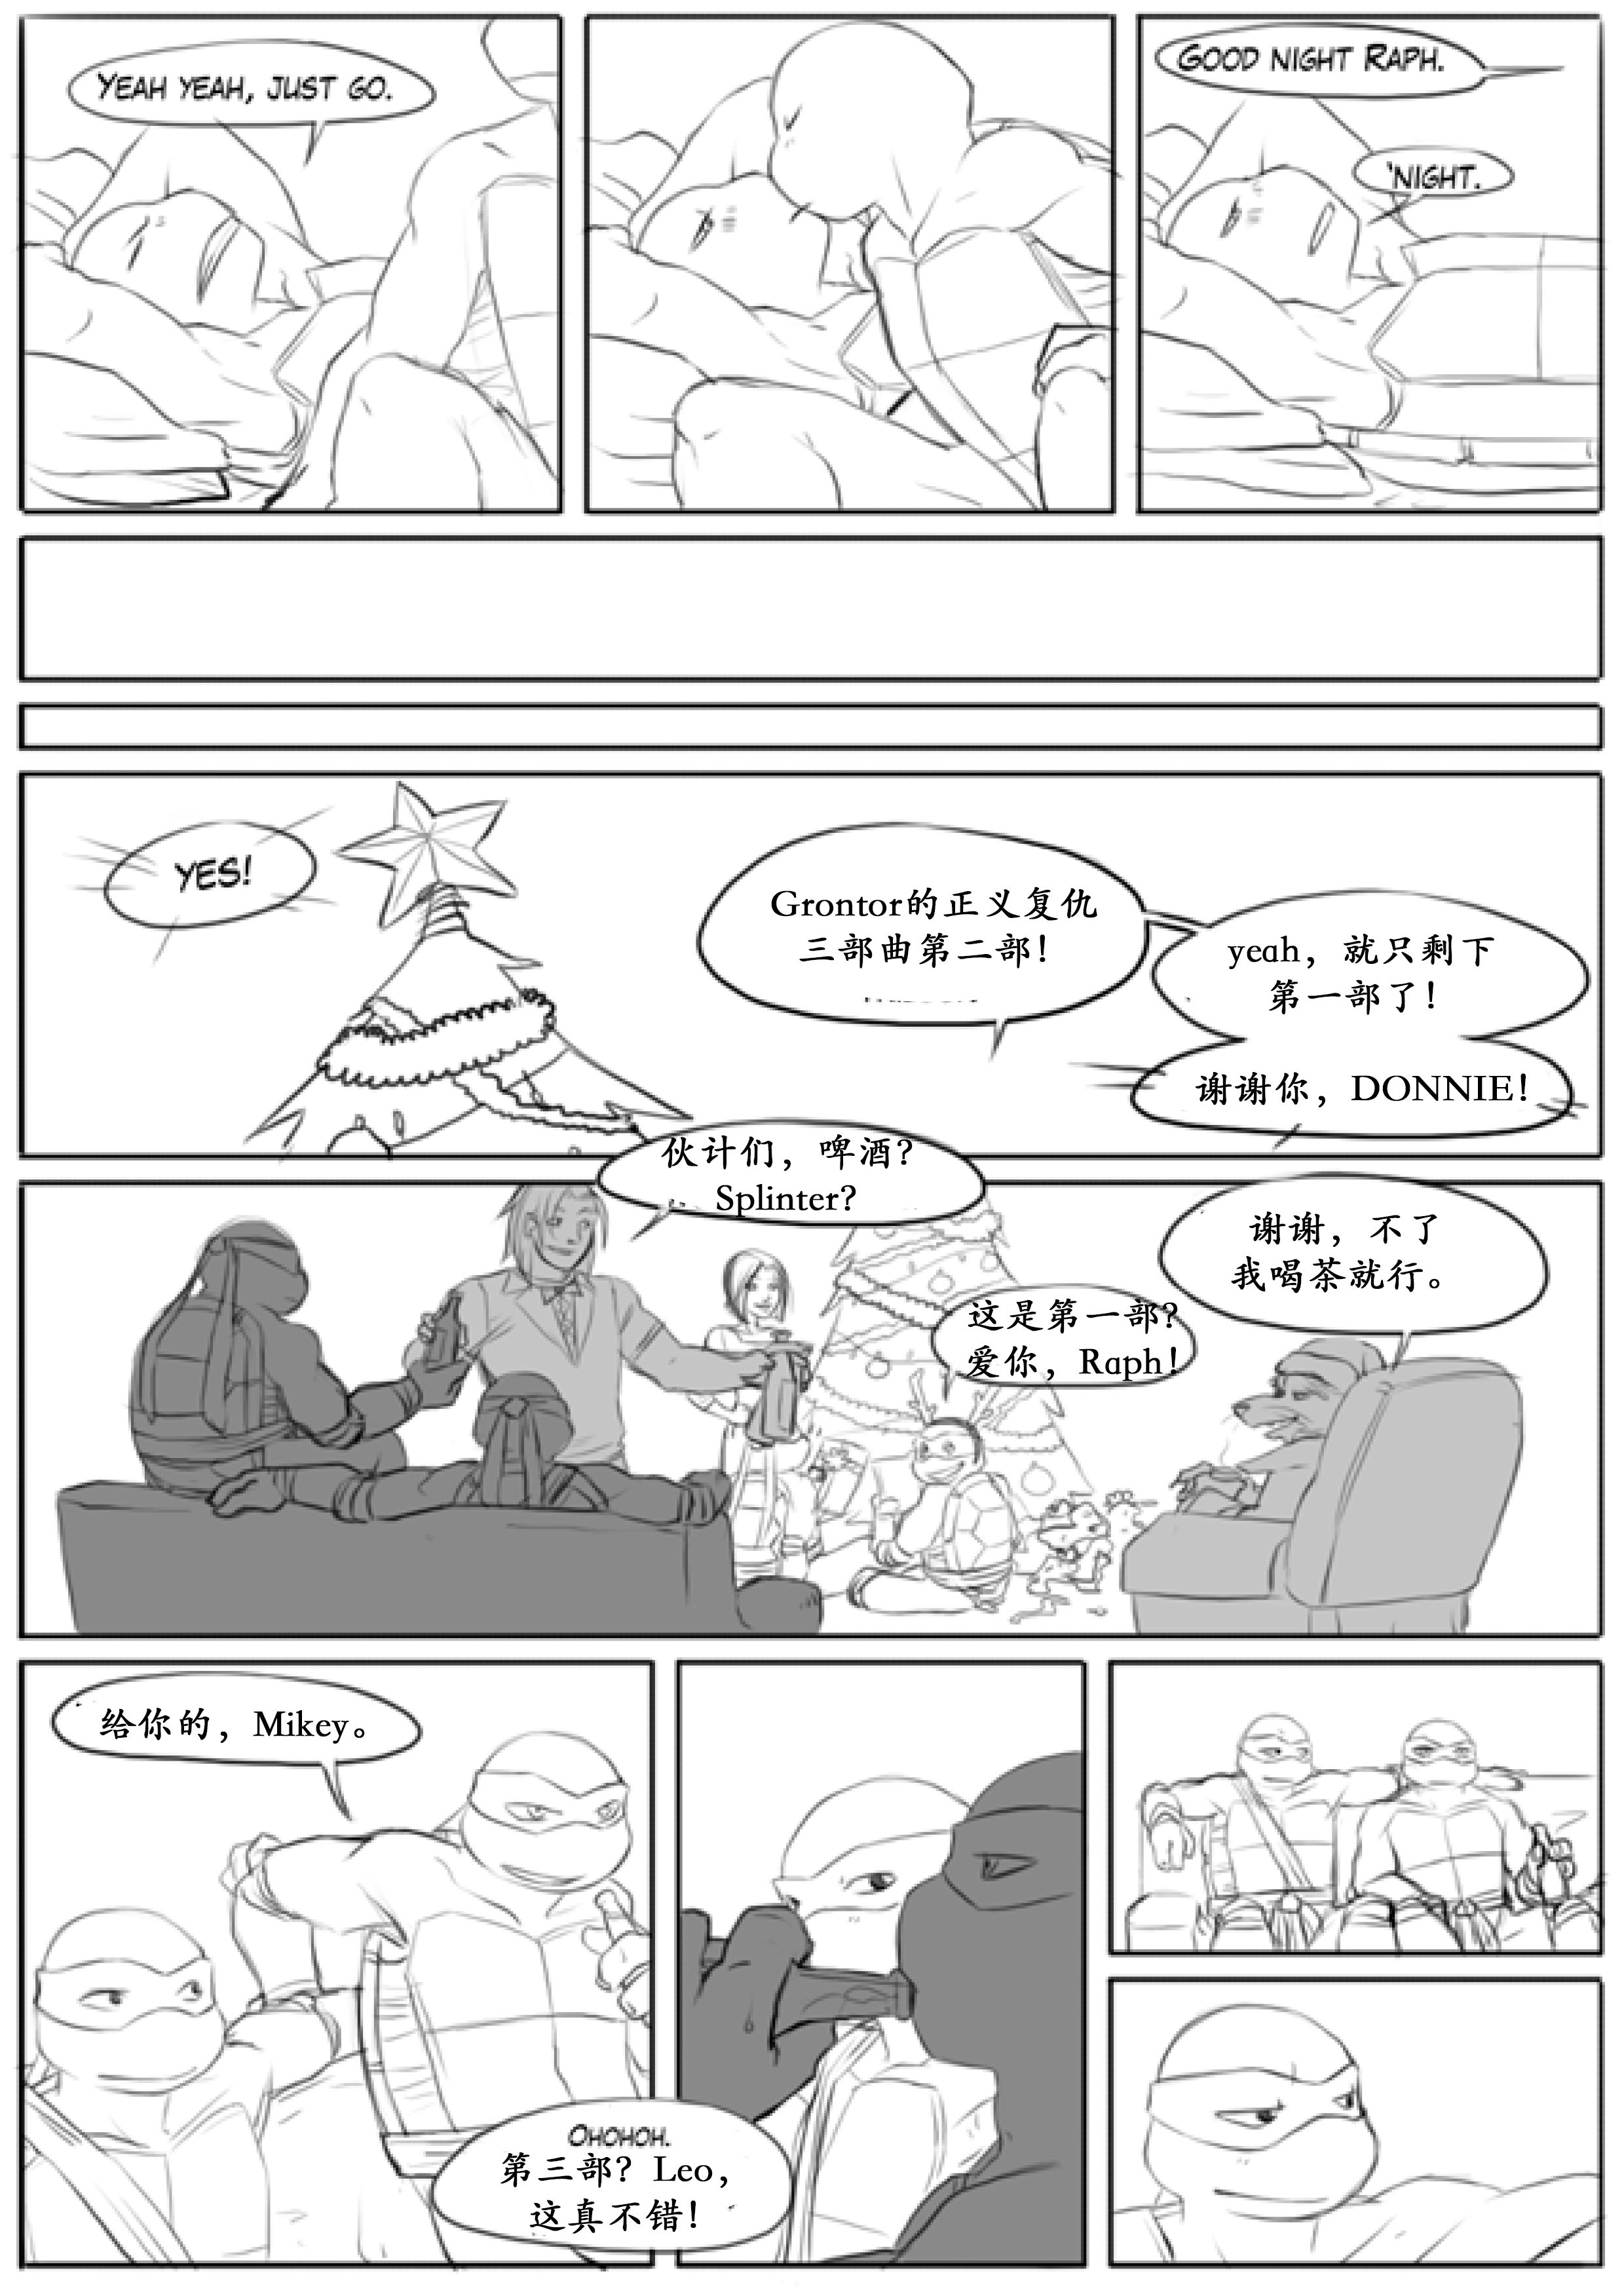 YEAH YEAH, JUST GO.
GOOD NIGHT RAPH.
'NIGHT.
YES!
Grontor的正义复仇
三部曲第二部！
yeah，就只剩下
第一部了！
谢谢你，DONNIE！
伙计们，啤酒？
Splinter?
谢谢，不了
我喝茶就行。
这是第一部？
爱你，Raph！
给你的，Mikey。
OHOHOH.
第三部？Leo，
这真不错！